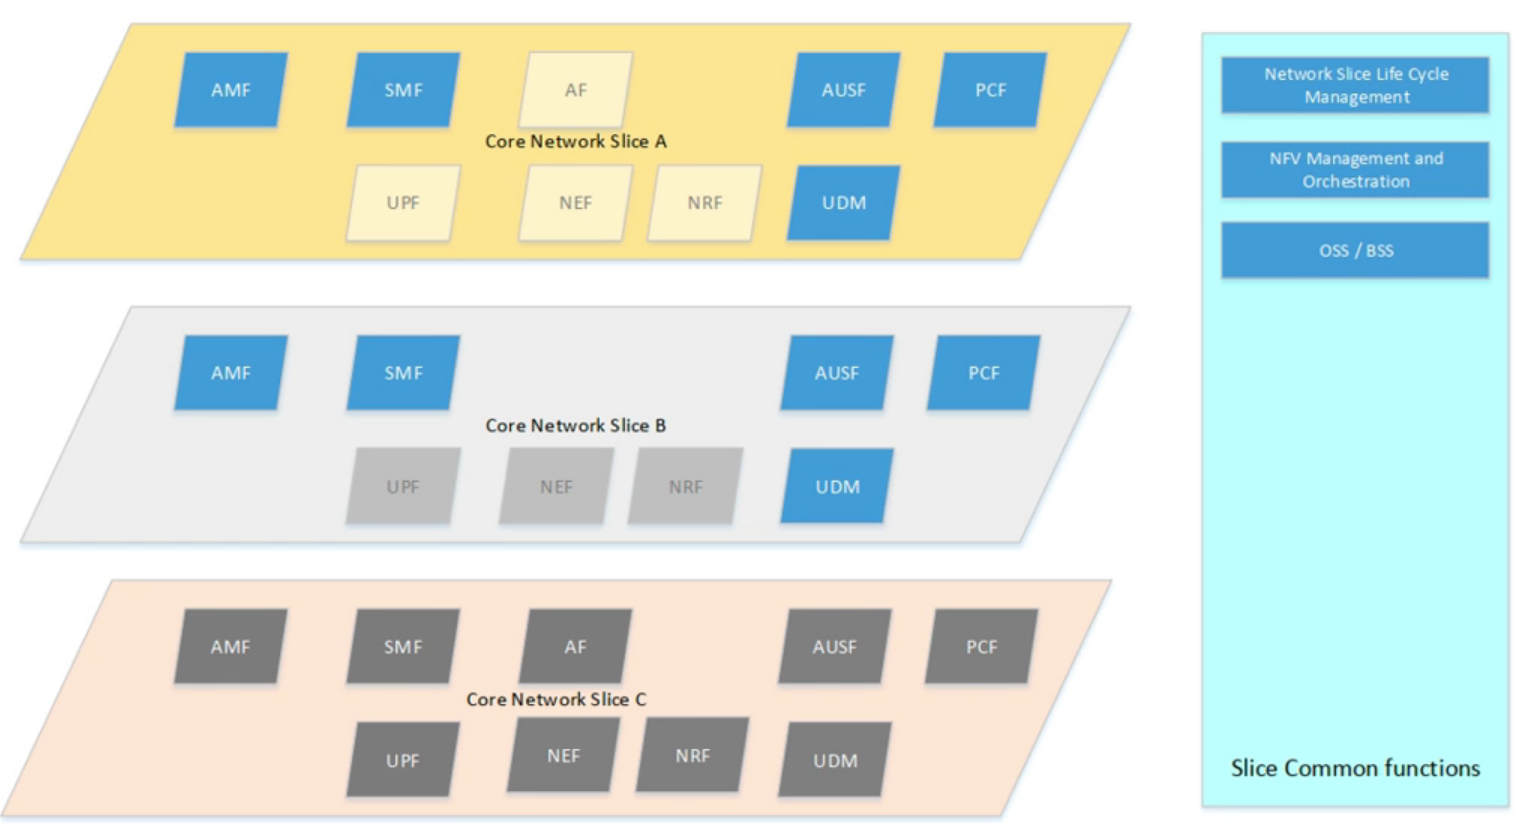 AMF
SMF
AF
AUSF
PCF
Core Network Slice A
UPF
NEF
NRF
UDM
AMF
SMF
AUSF
PCF
Core Network Slice B
UPF
NEF
NRF
UDM
AMF
SMF
AF
AUSF
PCF
Core Network Slice C
UPF
NEF
NRF
UDM
Network Slice Life Cycle
Management
NFV Management and
Orchestration
OSS / BSS
Slice Common functions